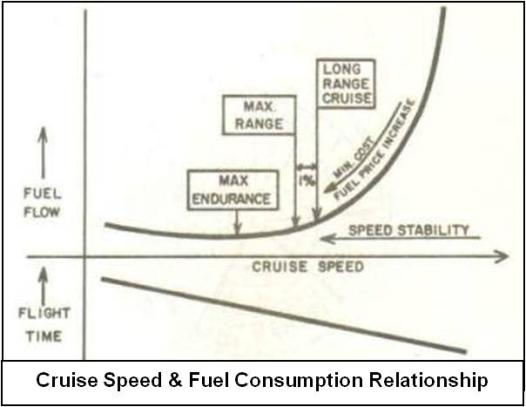 LONG
RANGE
CRUISE
MAX.
RANGE
MIN. COST
FUEL PRICE INCREASE
1%
MAX
ENDURANCE
FUEL
FLOW
SPEED STABILITY
CRUISE SPEED
FLIGHT
TIME
Cruise Speed & Fuel Consumption Relationship